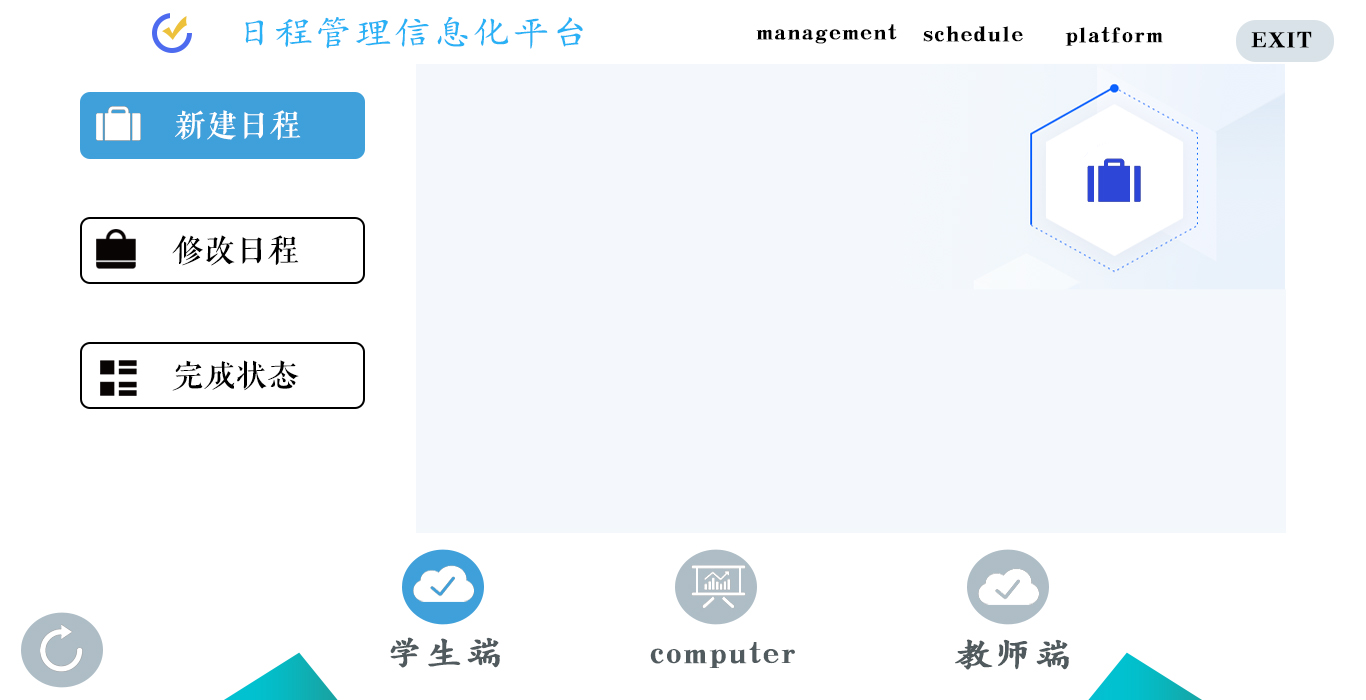 日程管理信息化平台
management schedule platform EXIT
新建日程
修改日程
完成状态
学生端 computer 教师端